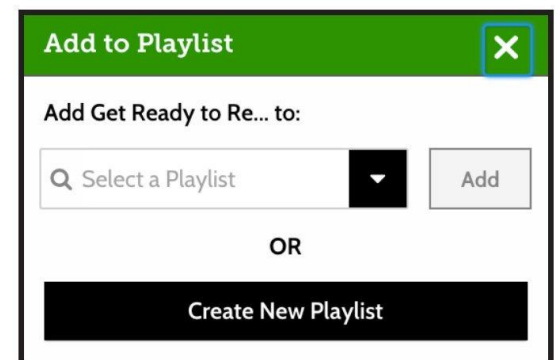 Add to Playlist
Add Get Ready to Re... to:
Select a Playlist
Add
OR
Create New Playlist